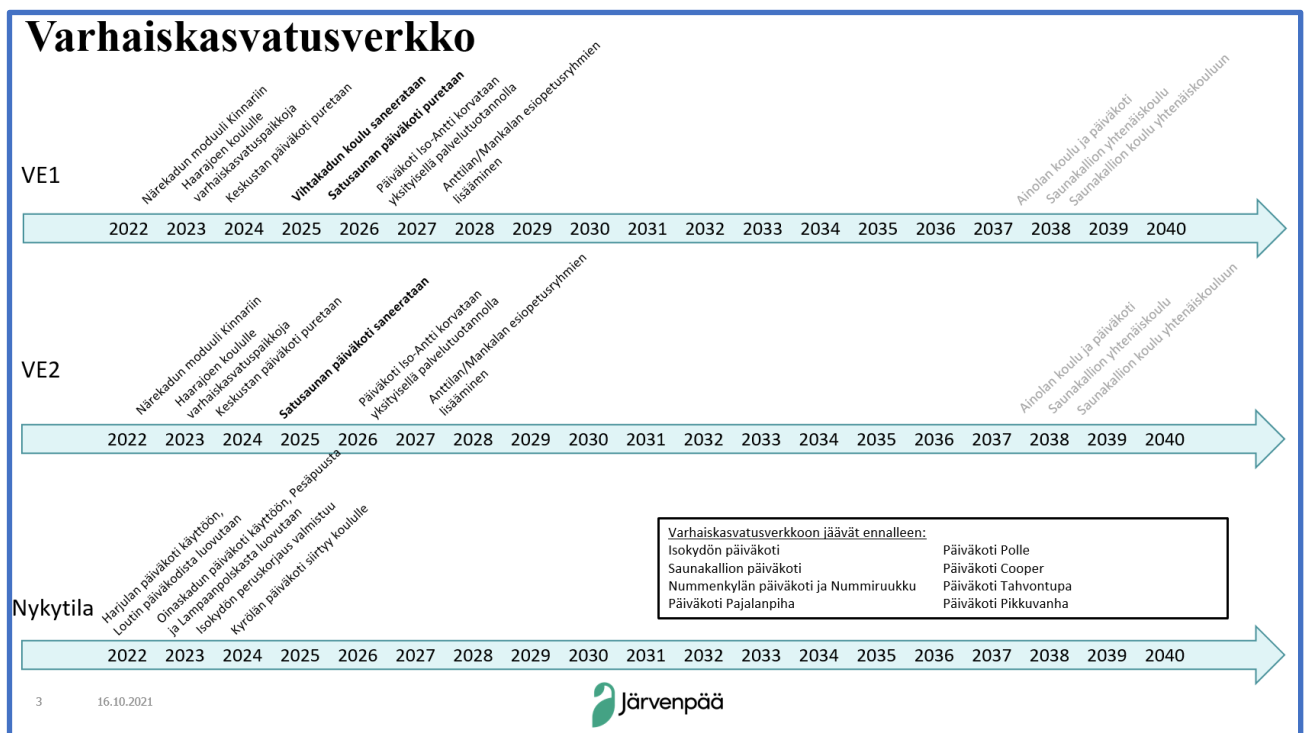 Varhaiskasvatusverkko
VE1
Närekadun moduuli Kinnariin
Haarajoen koululle
varhaiskasvatuspaikkoja
Keskustan päiväkoti puretaan
Vihtakadun koulu saneerataan
Satusaunan päiväkoti puretaan
Päiväkoti Iso-Antti korvataan
yksityisellä palvelutuotannolla
Anttilan/Mankalan esiopetusryhmien
lisääminen
Ainolan koulu ja päiväkoti
Saunakallion yhtenäiskoulu
Saunakallion koulu yhtenäiskouluun
2022 2023 2024 2025 2026 2027 2028 2029 2030 2031 2032 2033 2034 2035 2036 2037 2038 2039 2040
VE2
Närekadun moduuli Kinnariin
Haarajoen koululle
varhaiskasvatuspaikkoja
Keskustan päiväkoti puretaan
Satusaunan päiväkoti saneerataan
Päiväkoti Iso-Antti korvataan
yksityisellä palvelutuotannolla
Anttilan/Mankalan esiopetusryhmien
lisääminen
Ainolan koulu ja päiväkoti
Saunakallion yhtenäiskoulu
Saunakallion koulu yhtenäiskouluun
2022 2023 2024 2025 2026 2027 2028 2029 2030 2031 2032 2033 2034 2035 2036 2037 2038 2039 2040
Nykytila
Harjulan päiväkoti käyttöön,
Loutin päiväkodista luovutaan
Oinaskadun päiväkoti käyttöön, Pesäpuusta
ja Lampaanpolskasta luovutaan
Isokydön peruskorjaus valmistuu
Kyrölän päiväkoti siirtyy koululle
Varhaiskasvatusverkkoon jäävät ennalleen:
Isokydön päiväkoti Päiväkoti Polle
Saunakallion päiväkoti Päiväkoti Cooper
Nummenkylän päiväkoti ja Nummiruukku Päiväkoti Tahvontupa
Päiväkoti Pajalanpiha Päiväkoti Pikkuvanha
2022 2023 2024 2025 2026 2027 2028 2029 2030 2031 2032 2033 2034 2035 2036 2037 2038 2039 2040
3 16.10.2021
Järvenpää